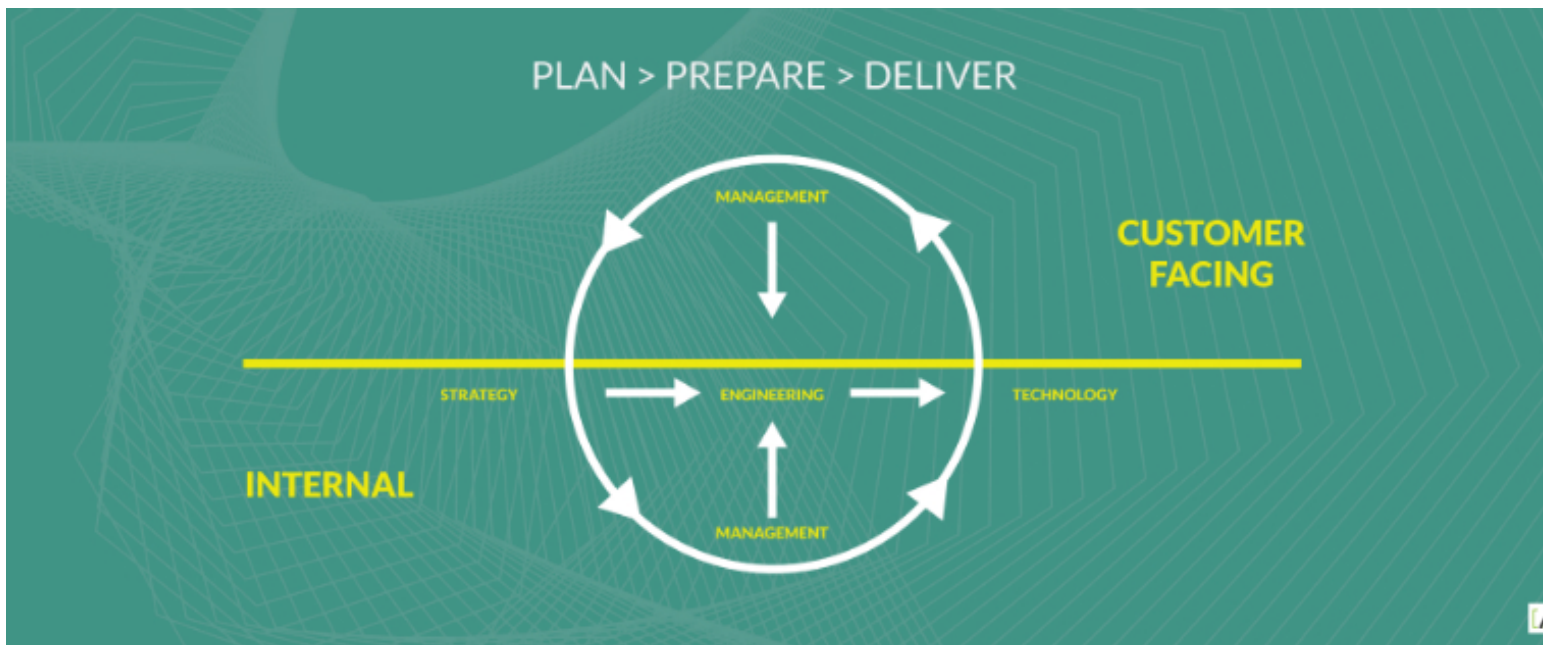 PLAN > PREPARE > DELIVER
MANAGEMENT
CUSTOMER
FACING
STRATEGY
ENGINEERING
TECHNOLOGY
INTERNAL
MANAGEMENT